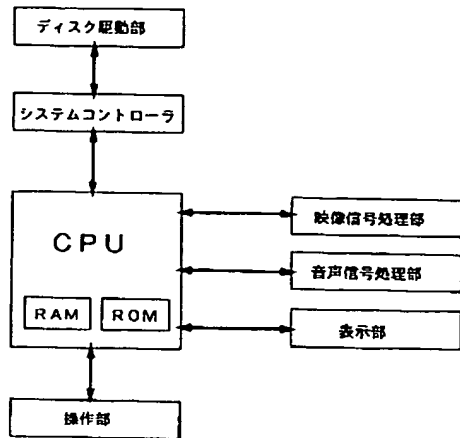 ディスク駆動部
システムコントローラ
CPU
RAM
ROM
映像信号処理部
音声信号処理部
表示部
操作部